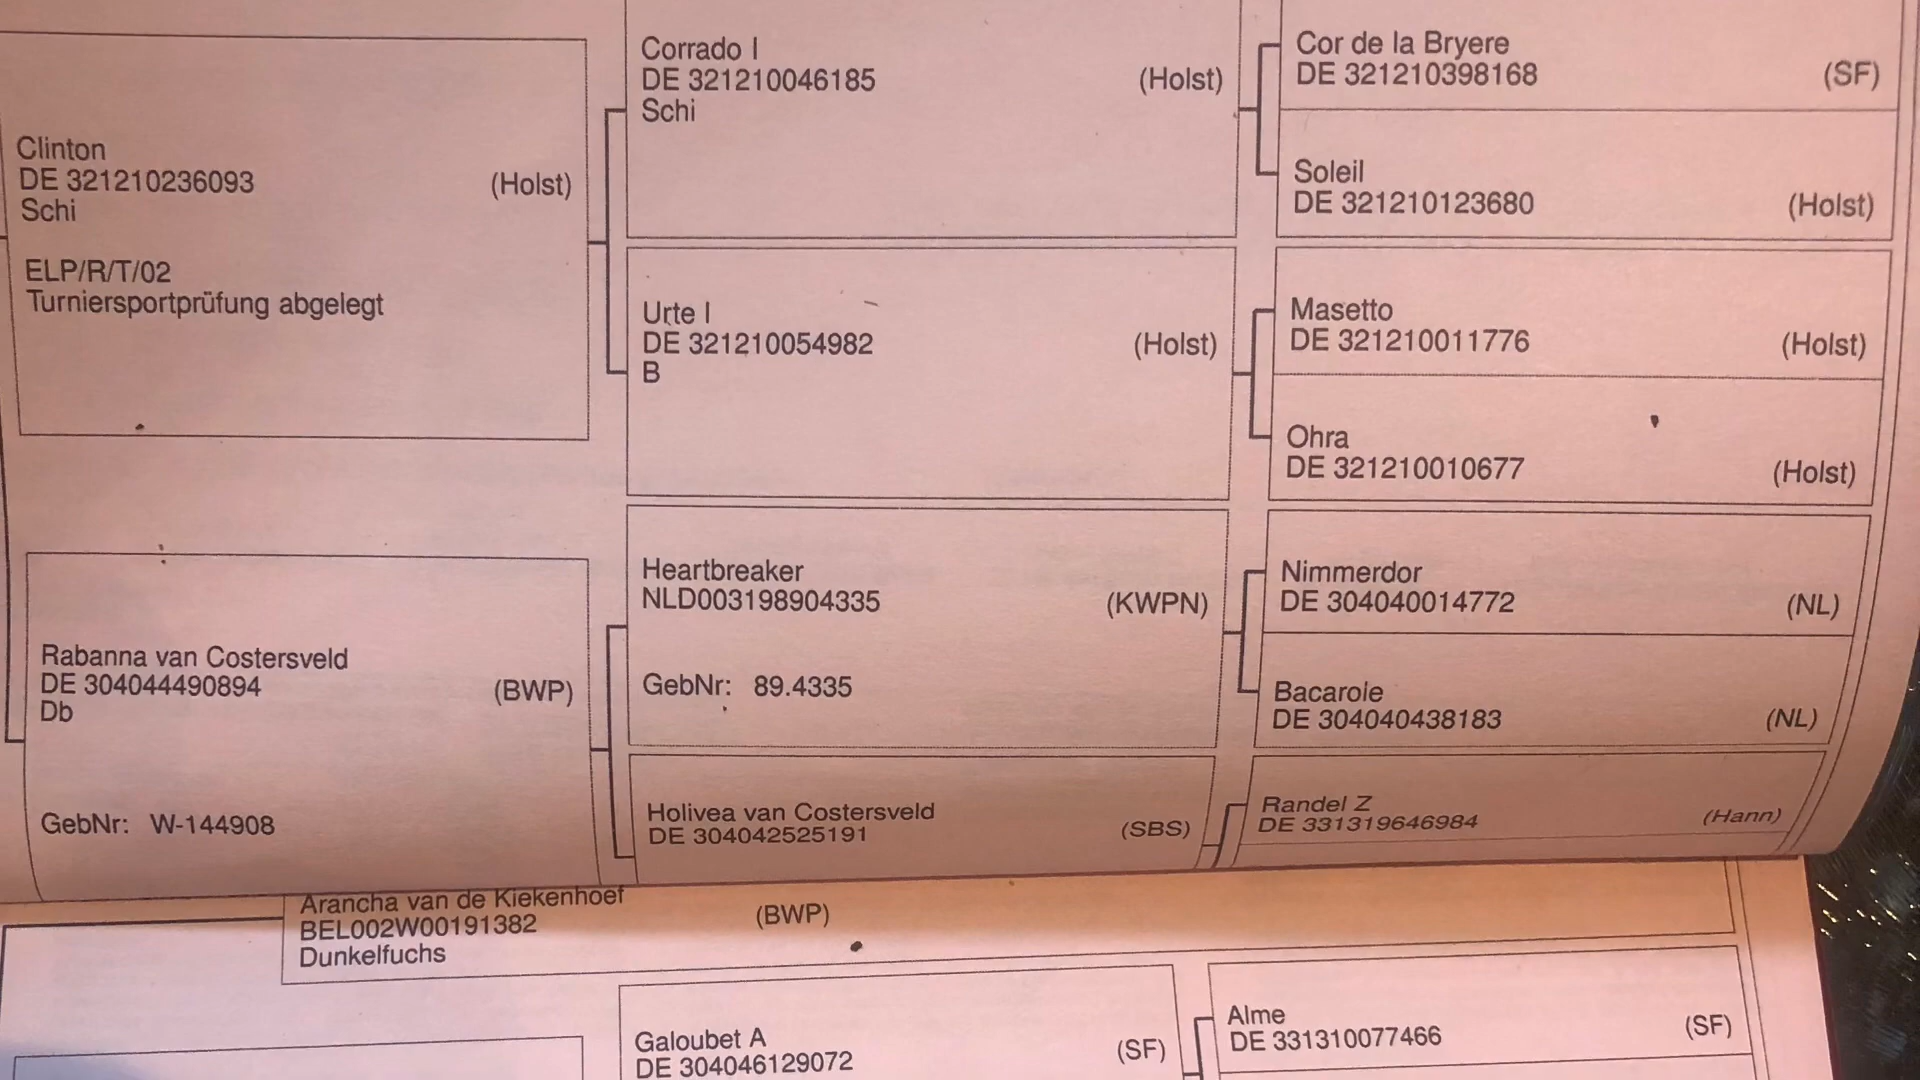 Clinton
DE 321210236093 (Holst)
Schi
ELP/R/T/02
Turniersportprüfung abgelegt
Corrado I
DE 321210046185 (Holst)
Schi
Cor de la Bryere
DE 321210398168 (SF)
Soleil
DE 321210123680 (Holst)
Urte I
DE 321210054982 (Holst)
B
Masetto
DE 321210011776 (Holst)
Ohra
DE 321210010677 (Holst)
Rabanna van Costersveld
DE 304044490894 (BWP)
Db
GebNr: W-144908
Heartbreaker
NLD003198904335 (KWPN)
GebNr: 89.4335
Nimmerdor
DE 304040014772 (NL)
Bacarole
DE 304040438183 (NL)
Holivea van Costersveld
DE 304042525191 (SBS)
Randel Z
DE 331319646984 (Hann)
Arancha van de Kiekenhoef
BEL002W00191382 (BWP)
Dunkelfuchs
Galoubet A
DE 304046129072 (SF)
Alme
DE 331310077466 (SF)